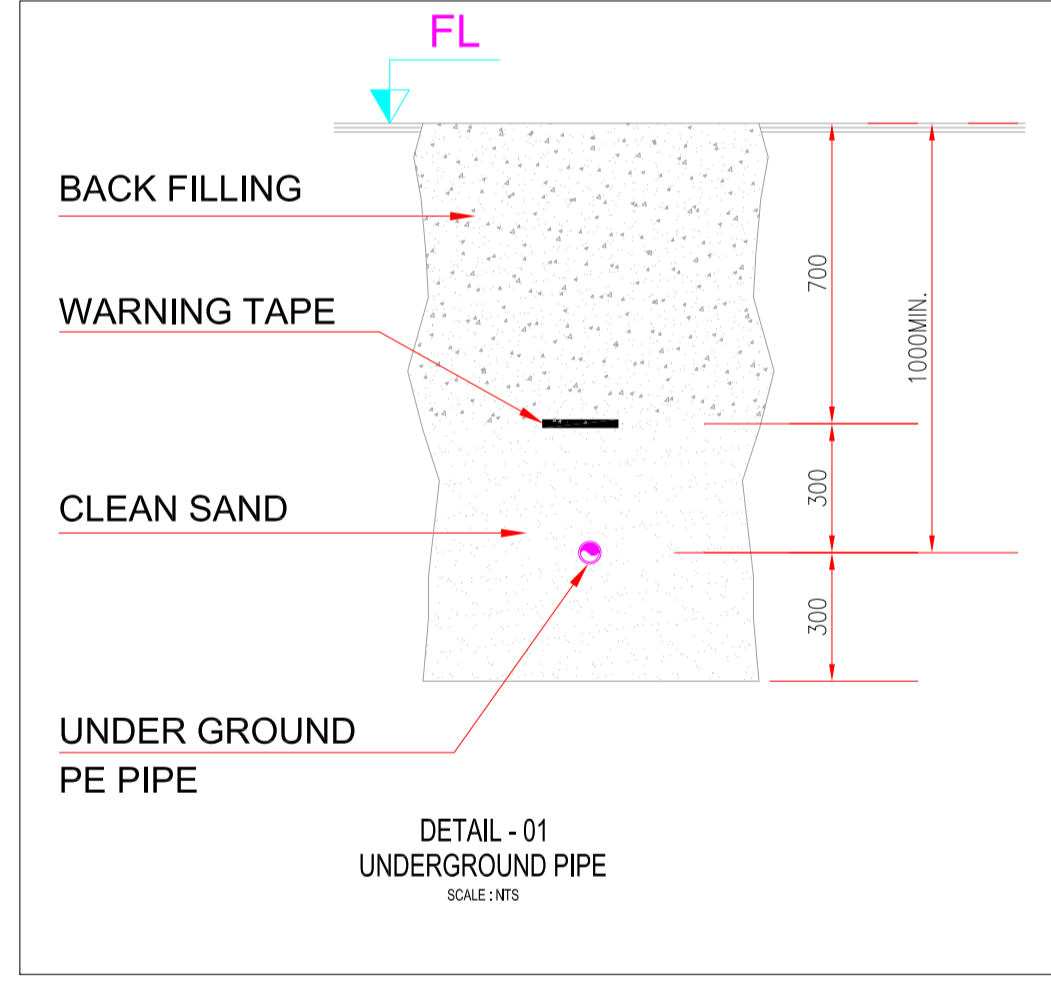 FL
BACK FILLING
WARNING TAPE
CLEAN SAND
UNDER GROUND
PE PIPE
700
1000MIN.
300
300
DETAIL - 01
UNDERGROUND PIPE
SCALE : NTS